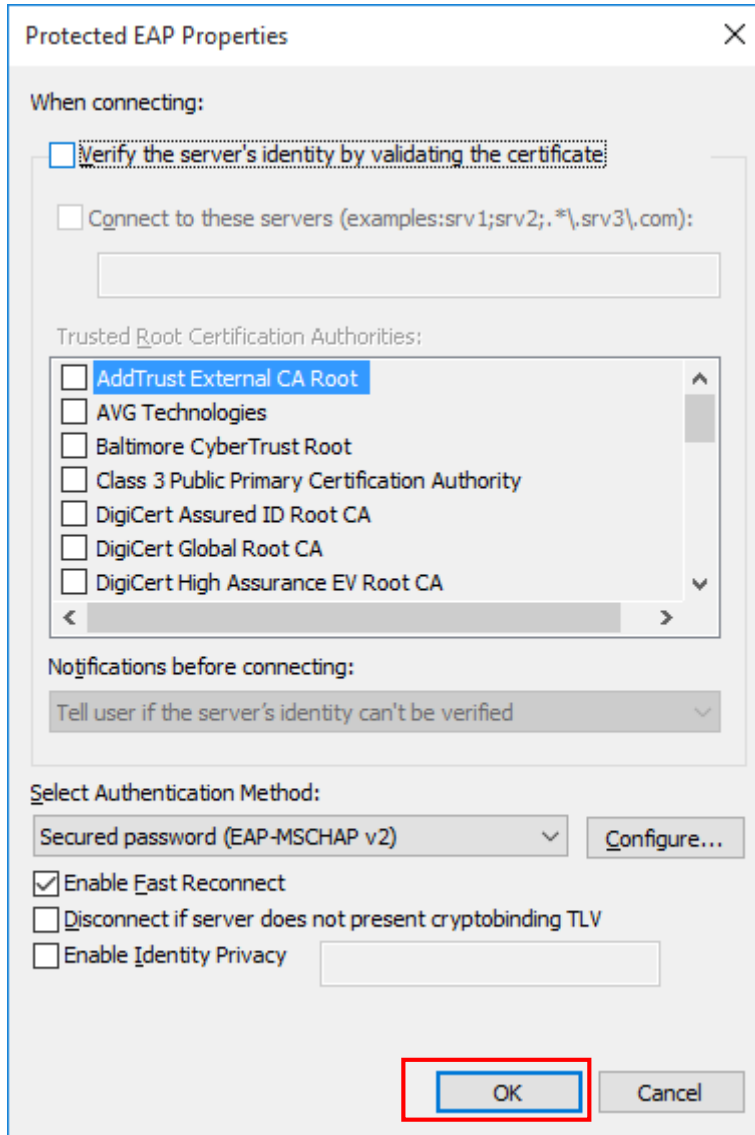 Protected EAP Properties
When connecting:
Verify the server's identity by validating the certificate
Connect to these servers (examples:srv1;srv2;.*\.srv3\.com):
Trusted Root Certification Authorities:
AddTrust External CA Root
AVG Technologies
Baltimore CyberTrust Root
Class 3 Public Primary Certification Authority
DigiCert Assured ID Root CA
DigiCert Global Root CA
DigiCert High Assurance EV Root CA
Notifications before connecting:
Tell user if the server’s identity can't be verified
Select Authentication Method:
Secured password (EAP-MSCHAP v2) Configure...
Enable Fast Reconnect
Disconnect if server does not present cryptobinding TLV
Enable Identity Privacy
OK Cancel